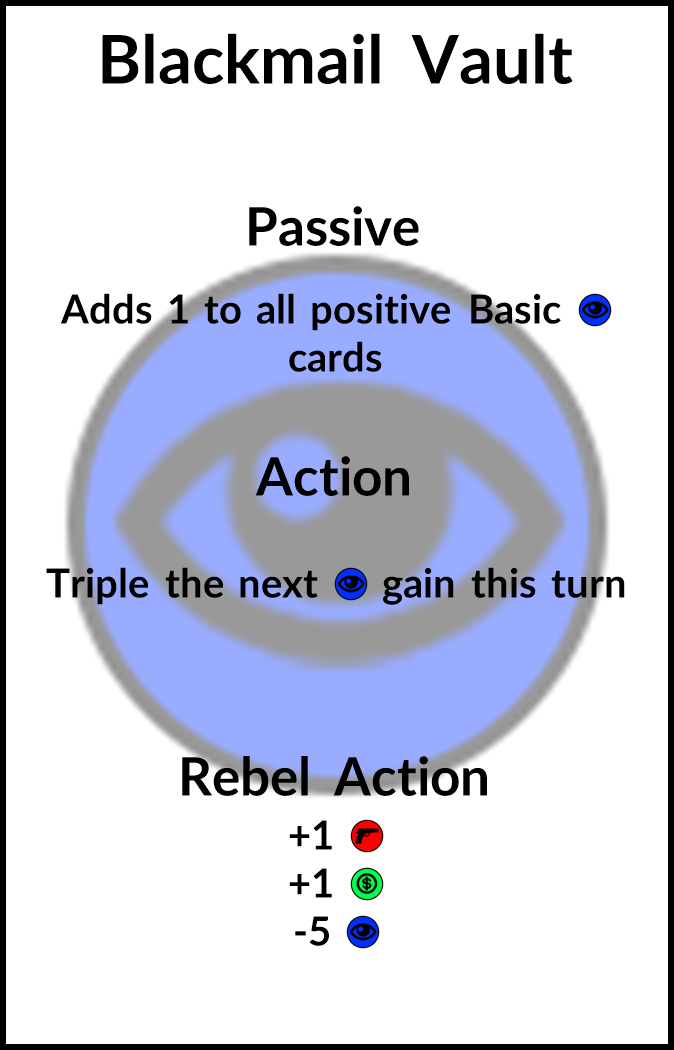 Blackmail Vault
Passive
Adds 1 to all positive Basic
cards
Action
Triple the next gain this turn
Rebel Action
+1
+1 $
-5